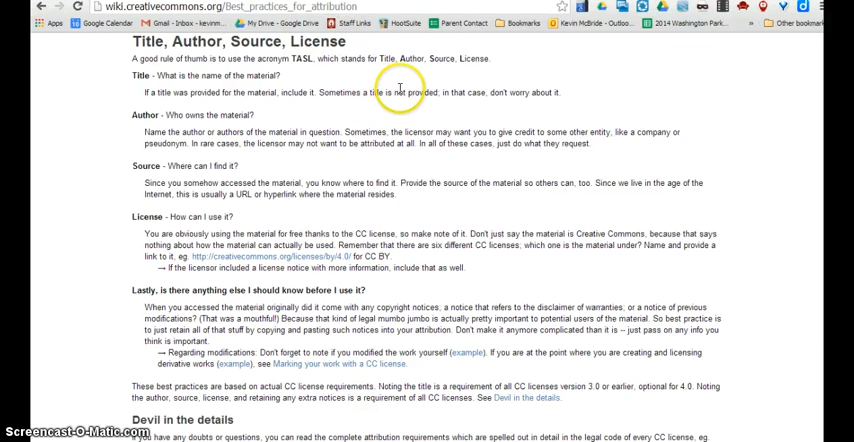 wiki.creativecommons.org/Best_practices_for_attribution
Apps Google Calendar Gmail - Inbox - kevinm... My Drive - Google Drive Staff Links HootSuite Parent Contact Bookmarks Kevin McBride - Outloo... 2014 Washington Park... » Other bookmar
Title, Author, Source, License
A good rule of thumb is to use the acronym TASL, which stands for Title, Author, Source, License.
Title - What is the name of the material?
If a title was provided for the material, include it. Sometimes a title is not provided; in that case, don't worry about it.
Author - Who owns the material?
Name the author or authors of the material in question. Sometimes, the licensor may want you to give credit to some other entity, like a company or
pseudonym. In rare cases, the licensor may not want to be attributed at all. In all of these cases, just do what they request.
Source - Where can I find it?
Since you somehow accessed the material, you know where to find it. Provide the source of the material so others can, too. Since we live in the age of the
Internet, this is usually a URL or hyperlink where the material resides.
License - How can I use it?
You are obviously using the material for free thanks to the CC license, so make note of it. Don't just say the material is Creative Commons, because that says
nothing about how the material can actually be used. Remember that there are six different CC licenses; which one is the material under? Name and provide a
link to it, eg. http://creativecommons.org/licenses/by/4.0/ for CC BY.
→ If the licensor included a license notice with more information, include that as well.
Lastly, is there anything else I should know before I use it?
When you accessed the material originally did it come with any copyright notices; a notice that refers to the disclaimer of warranties; or a notice of previous
modifications? (That was a mouthful!) Because that kind of legal mumbo jumbo is actually pretty important to potential users of the material. So best practice is
to just retain all of that stuff by copying and pasting such notices into your attribution. Don't make it anymore complicated than it is -- just pass on any info you
think is important.
→ Regarding modifications: Don't forget to note if you modified the work yourself (example). If you are at the point where you are creating and licensing
derivative works (example), see Marking your work with a CC license.
These best practices are based on actual CC license requirements. Noting the title is a requirement of all CC licenses version 3.0 or earlier, optional for 4.0. Noting
the author, source, license, and retaining any extra notices is a requirement of all CC licenses. See Devil in the details.
Devil in the details
Screencast-O-Matic.com
you have any doubts or questions, you can read the complete attribution requirements which are spelled out in detail in the legal code of every CC license, eg.